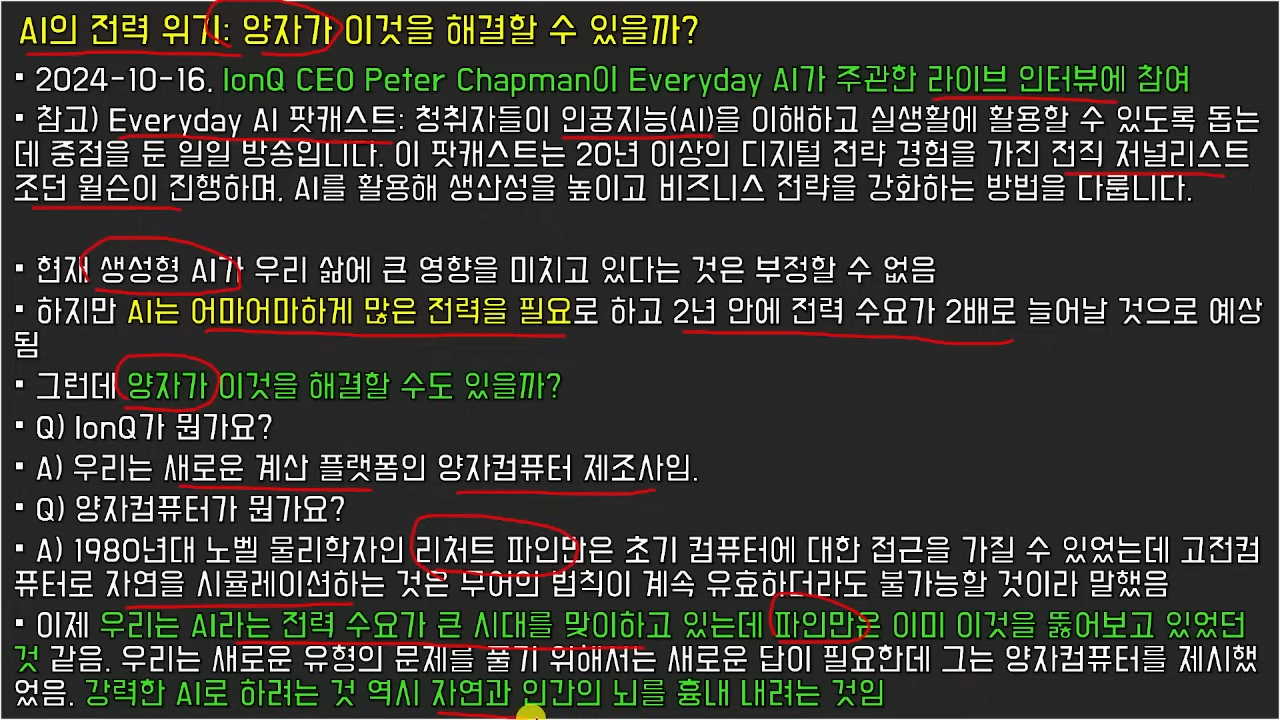 AI의 전력 위기: 양자가 이것을 해결할 수 있을까?
▪ 2024-10-16. IonQ CEO Peter Chapman이 Everyday AI가 주관한 라이브 인터뷰에 참여
▪ 참고) Everyday AI 팟캐스트: 청취자들이 인공지능(AI)을 이해하고 실생활에 활용할 수 있도록 돕는
데 중점을 둔 일일 방송입니다. 이 팟캐스트는 20년 이상의 디지털 전략 경험을 가진 전직 저널리스트
조던 윌슨이 진행하며, AI를 활용해 생산성을 높이고 비즈니스 전략을 강화하는 방법을 다룹니다.
▪ 현재 생성형 AI가 우리 삶에 큰 영향을 미치고 있다는 것은 부정할 수 없음
▪ 하지만 AI는 어마어마하게 많은 전력을 필요로 하고 2년 안에 전력 수요가 2배로 늘어날 것으로 예상
됨
▪ 그런데 양자가 이것을 해결할 수도 있을까?
▪ Q) IonQ가 뭔가요?
▪ A) 우리는 새로운 계산 플랫폼인 양자컴퓨터 제조사임.
▪ Q) 양자컴퓨터가 뭔가요?
▪ A) 1980년대 노벨 물리학자인 리처드 파인만은 초기 컴퓨터에 대한 접근을 가질 수 있었는데 고전컴
퓨터로 자연을 시뮬레이션하는 것은 무어의 법칙이 계속 유효하더라도 불가능할 것이라 말했음
▪ 이제 우리는 AI라는 전력 수요가 큰 시대를 맞이하고 있는데 파인만은 이미 이것을 뚫어보고 있었던
것 같음. 우리는 새로운 유형의 문제를 풀기 위해서는 새로운 답이 필요한데 그는 양자컴퓨터를 제시했
었음. 강력한 AI로 하려는 것 역시 자연과 인간의 뇌를 흉내 내려는 것임